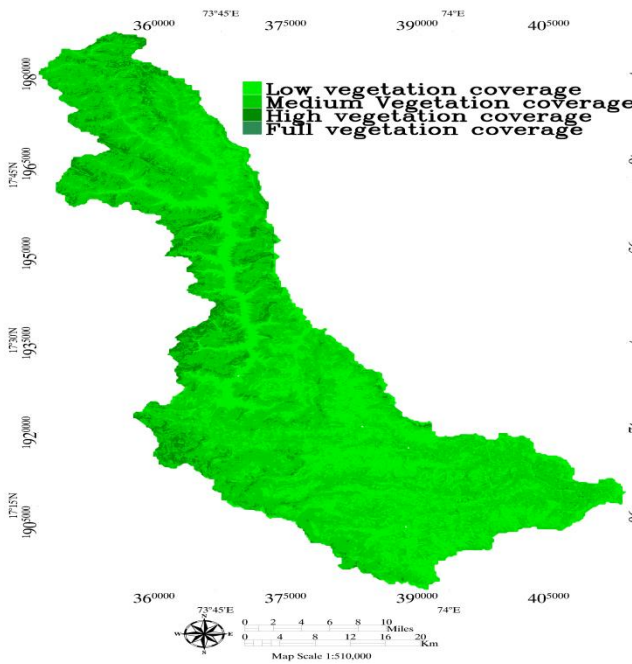 73°45'E 74°E
360000 375000 390000 405000
Low vegetation coverage
Medium Vegetation coverage
High vegetation coverage
Full vegetation coverage
1980000
17°45'N
1965000
1950000
17°30'N
1935000
1920000
17°15'N
1905000
360000 375000 390000 405000
73°45'E 74°E
N
W E
S
0 2 4 6 8 10
Miles
0 4 8 12 16 20
Km
Map Scale 1:510,000